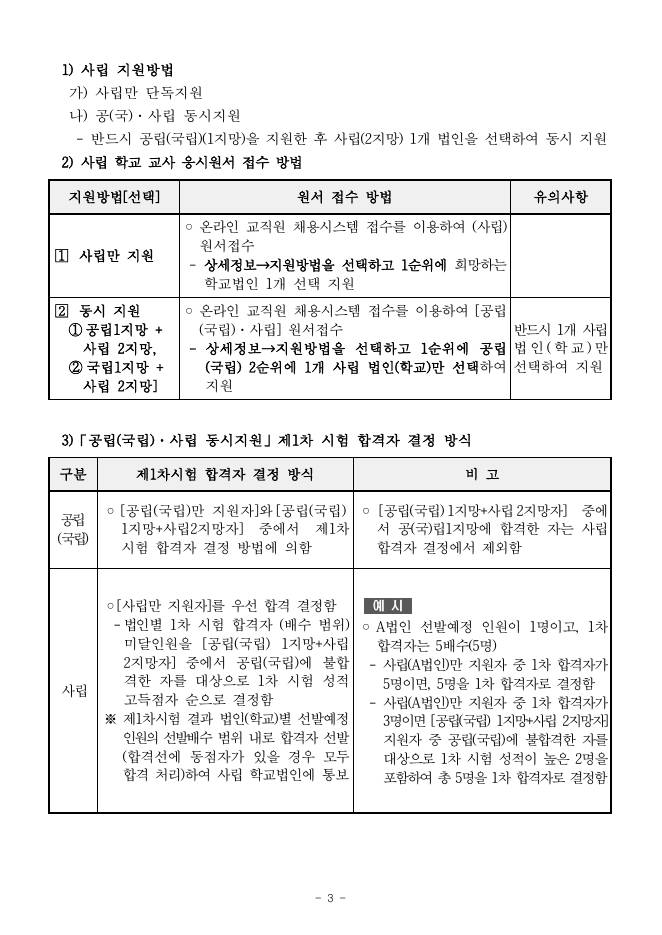 1) 사립 지원방법
가) 사립만 단독지원
나) 공(국)·사립 동시지원
- 반드시 공립(국립)(1지망)을 지원한 후 사립(2지망) 1개 법인을 선택하여 동시 지원
2) 사립 학교 교사 응시원서 접수 방법
지원방법[선택]
원서 접수 방법
유의사항
1 사립만 지원
○ 온라인 교직원 채용시스템 접수를 이용하여 (사립)
원서접수
- 상세정보→지원방법을 선택하고 1순위에 희망하는
학교법인 1개 선택 지원
2 동시 지원
① 공립1지망 +
사립 2지망,
② 국립1지망 +
사립 2지망]
○ 온라인 교직원 채용시스템 접수를 이용하여 [공립
(국립)·사립] 원서접수
- 상세정보→지원방법을 선택하고 1순위에 공립
(국립) 2순위에 1개 사립 법인(학교)만 선택하여
지원
반드시 1개 사립
법인(학교)만
선택하여 지원
3)「공립(국립)·사립 동시지원」제1차 시험 합격자 결정 방식
구분
제1차시험 합격자 결정 방식
비 고
공립
(국립)
○ [공립(국립)만 지원자]와 [공립(국립)
1지망+사립2지망자] 중에서 제1차
시험 합격자 결정 방법에 의함
○ [공립(국립) 1지망+사립 2지망자] 중에
서 공(국)립1지망에 합격한 자는 사립
합격자 결정에서 제외함
사립
○[사립만 지원자]를 우선 합격 결정함
- 법인별 1차 시험 합격자 (배수 범위)
미달인원을 [공립(국립) 1지망+사립
2지망자] 중에서 공립(국립)에 불합
격한 자를 대상으로 1차 시험 성적
고득점자 순으로 결정함
※ 제1차시험 결과 법인(학교)별 선발예정
인원의 선발배수 범위 내로 합격자 선발
(합격선에 동점자가 있을 경우 모두
합격 처리)하여 사립 학교법인에 통보
예 시
○ A법인 선발예정 인원이 1명이고, 1차
합격자는 5배수(5명)
- 사립(A법인)만 지원자 중 1차 합격자가
5명이면, 5명을 1차 합격자로 결정함
- 사립(A법인)만 지원자 중 1차 합격자가
3명이면 [공립(국립) 1지망+사립 2지망자]
지원자 중 공립(국립)에 불합격한 자를
대상으로 1차 시험 성적이 높은 2명을
포함하여 총 5명을 1차 합격자로 결정함
- 3 -